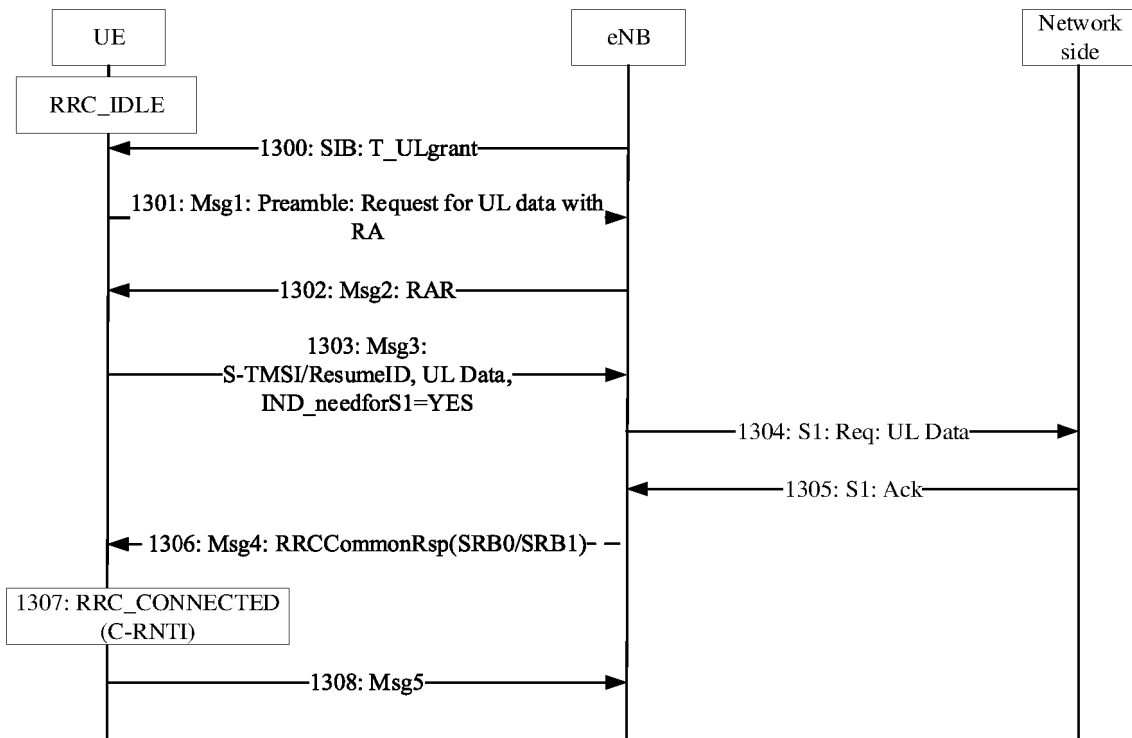 UE
eNB
Network
side
RRC_IDLE
1300: SIB: T_ULgrant
1301: Msg1: Preamble: Request for UL data with
RA
1302: Msg2: RAR
1303: Msg3:
S-TMSI/ResumeID, UL Data,
IND_needforS1=YES
1304: S1: Req: UL Data
1305: S1: Ack
1306: Msg4: RRCCommonRsp(SRB0/SRB1)
1307: RRC_CONNECTED
(C-RNTI)
1308: Msg5